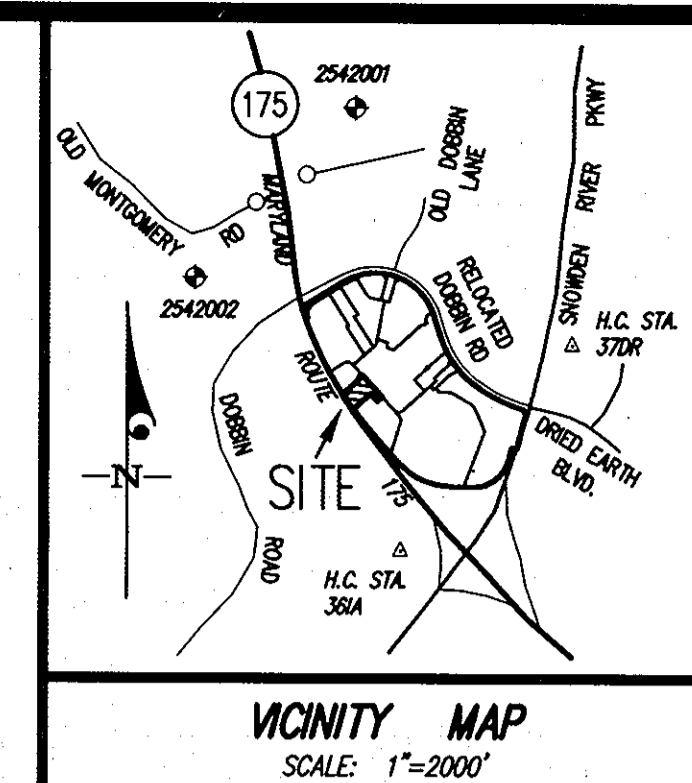 2542001
175
OLD MONTGOMERY RD
MARYLAND
OLD DOBBIN
LANE
SNOWDEN RIVER PKWY
2542002
RELOCATED
DOBBIN RD
H.C. STA.
37DR
ROUTE
DOBBIN
ROAD
DRIED EARTH
BLVD.
N
SITE
175
H.C. STA.
361A
VICINITY MAP
SCALE: 1"=2000'